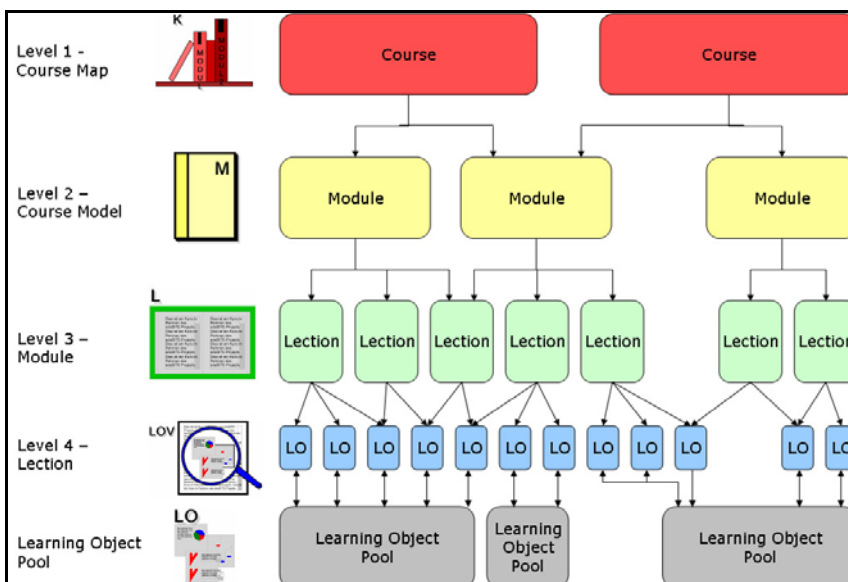 K
Level 1 -
Course Map
MODUL
MODUL
Course
Course
M
Level 2 –
Course Model
Module
Module
Module
L
Level 3 –
Module
Lection
Lection
Lection
Lection
Lection
Lection
Lection
LOV
Level 4 –
Lection
LO
LO
LO
LO
LO
LO
LO
LO
LO
LO
LO
LO
LO
Learning Object
Pool
Learning Object
Pool
Learning
Object
Pool
Learning Object
Pool